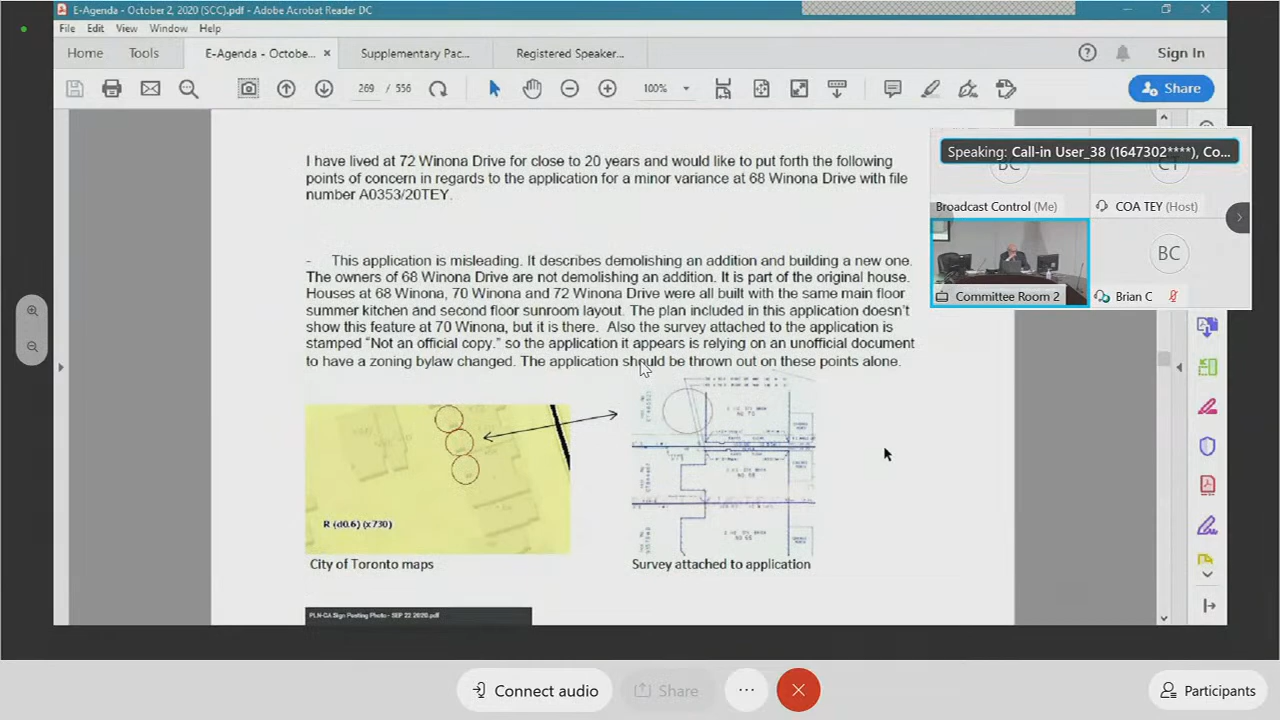 E-Agenda - October 2, 2020 (SCC).pdf - Adobe Acrobat Reader DC
File Edit View Window Help
Home Tools E-Agenda - Octobe... × Supplementary Pac... Registered Speaker... Sign In
269 / 556 100% Share
I have lived at 72 Winona Drive for close to 20 years and would like to put forth the following
points of concern in regards to the application for a minor variance at 68 Winona Drive with file
number A0353/20TEY.
- This application is misleading. It describes demolishing an addition and building a new one.
The owners of 68 Winona Drive are not demolishing an addition. It is part of the original house.
Houses at 68 Winona, 70 Winona and 72 Winona Drive were all built with the same main floor
summer kitchen and second floor sunroom layout. The plan included in this application doesn't
show this feature at 70 Winona, but it is there. Also the survey attached to the application is
stamped “Not an official copy.” so the application it appears is relying on an unofficial document
to have a zoning bylaw changed. The application should be thrown out on these points alone.
R (d0.6) (x730)
City of Toronto maps
Survey attached to application
PLN-CA Sign Posting Photo - SEP 22 2020.pdf
Speaking: Call-in User_38 (1647302****), Co...
BC
Broadcast Control (Me)
CT
COA TEY (Host)
Committee Room 2
BC
Brian C
Connect audio Share ... Participants